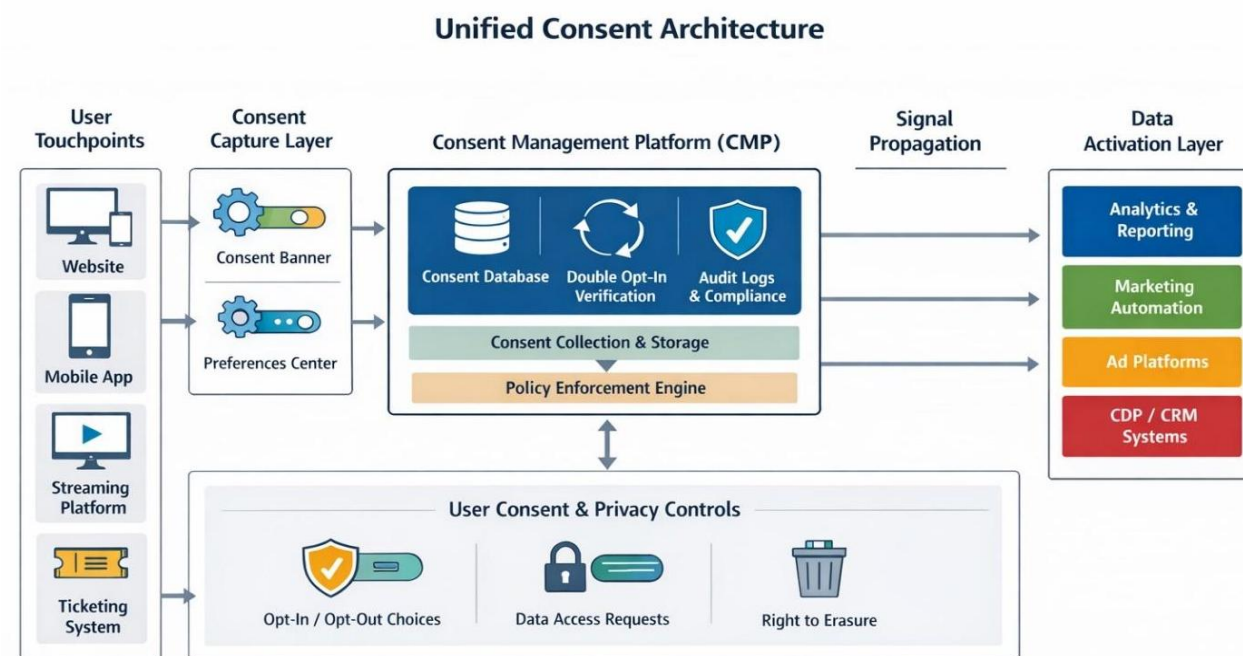 Unified Consent Architecture
User
Touchpoints
Website
Mobile App
Streaming
Platform
Ticketing
System
Consent
Capture Layer
Consent Banner
Preferences Center
Consent Management Platform (CMP)
Consent Database
Double Opt-In
Verification
Audit Logs
& Compliance
Consent Collection & Storage
Policy Enforcement Engine
Signal
Propagation
Data
Activation Layer
Analytics &
Reporting
Marketing
Automation
Ad Platforms
CDP / CRM
Systems
User Consent & Privacy Controls
Opt-In / Opt-Out Choices
Data Access Requests
Right to Erasure